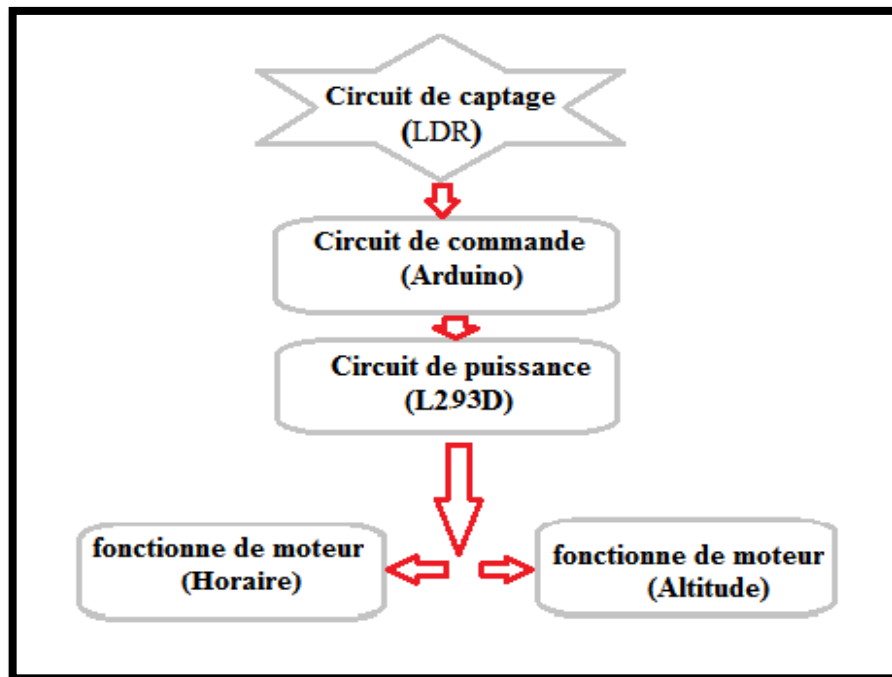 Circuit de captage
(LDR)
Circuit de commande
(Arduino)
Circuit de puissance
(L293D)
fonctionne de moteur
(Horaire)
fonctionne de moteur
(Altitude)